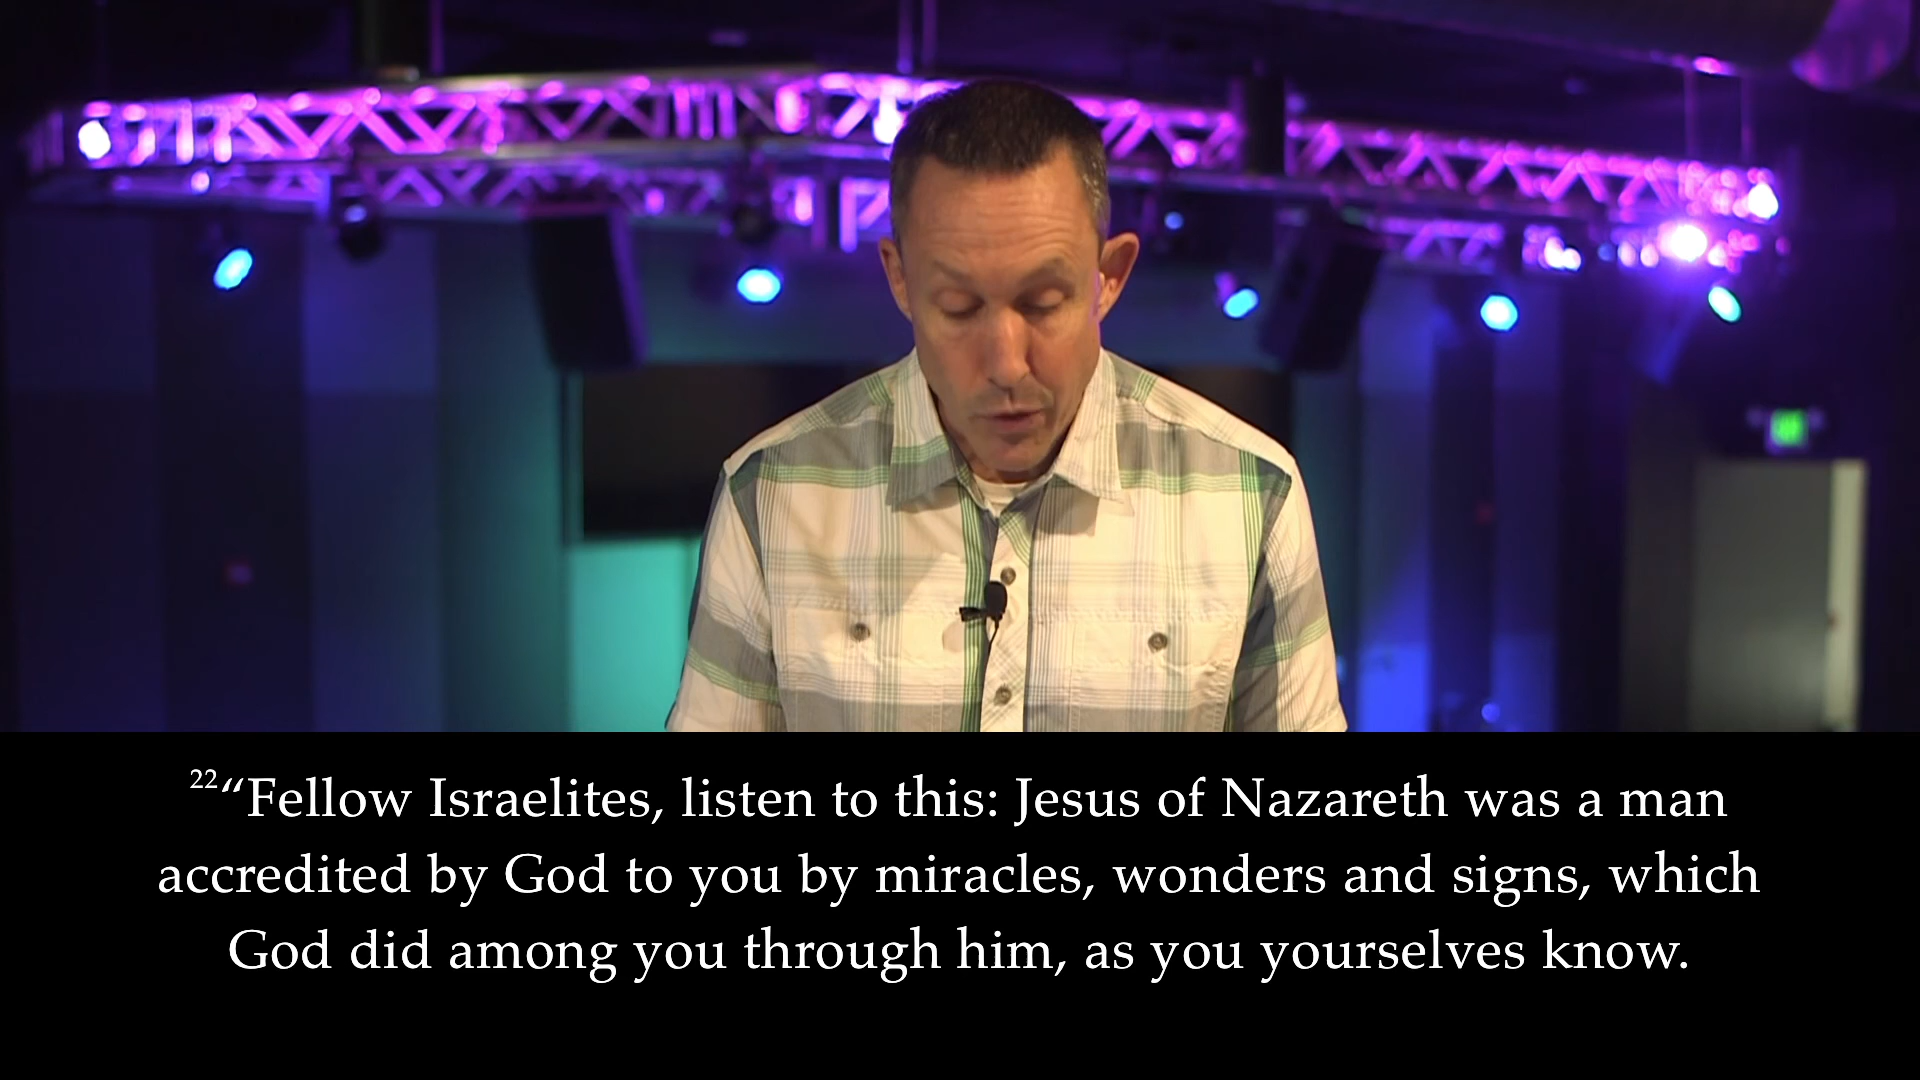 22“Fellow Israelites, listen to this: Jesus of Nazareth was a man
accredited by God to you by miracles, wonders and signs, which
God did among you through him, as you yourselves know.